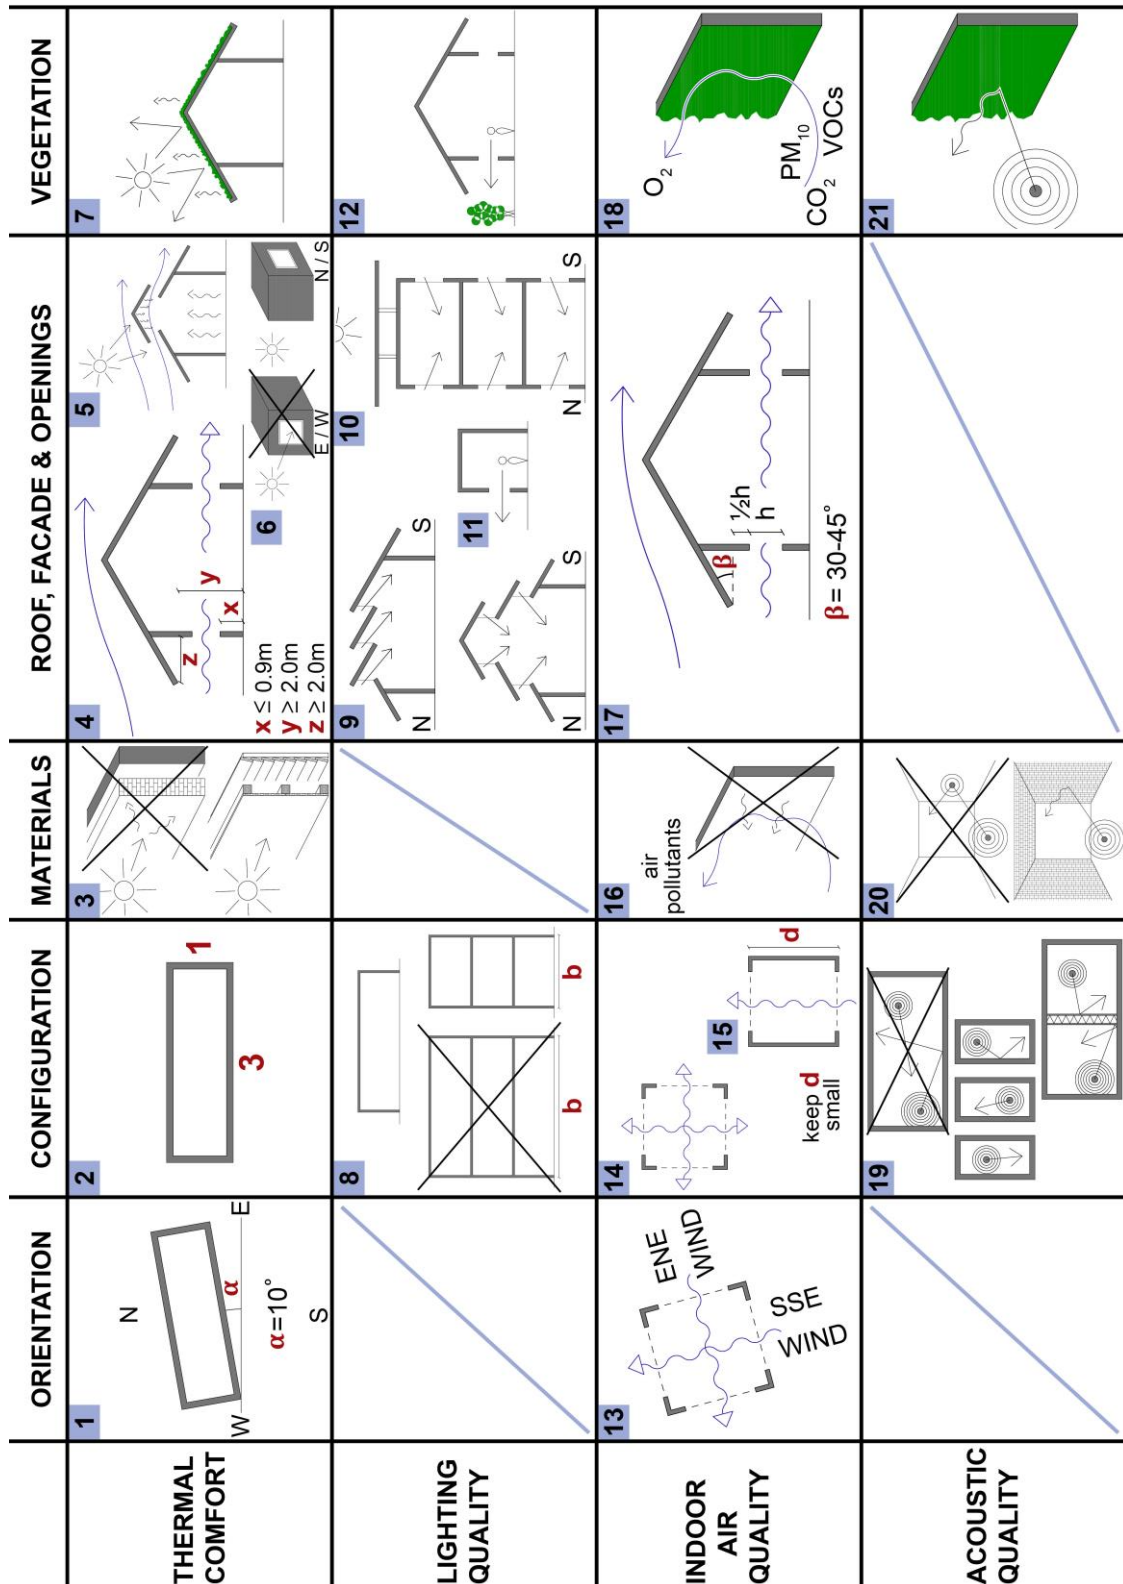 ORIENTATION
CONFIGURATION
MATERIALS
ROOF, FACADE & OPENINGS
VEGETATION
THERMAL
COMFORT
1
N
W
E
α
α=10°
S
2
1
3
3
4
z
y
x
x ≤ 0.9m
y ≥ 2.0m
z ≥ 2.0m
5
6
E / W
N / S
7
LIGHTING
QUALITY
8
b
b
9
N
S
N
S
10
N
S
11
12
INDOOR
AIR
QUALITY
13
ENE
WIND
SSE
WIND
14
15
d
keep d
small
16
air
pollutants
17
β
½h
h
β = 30-45°
18
O₂
PM₁₀
CO₂ VOCs
ACOUSTIC
QUALITY
19
20
21